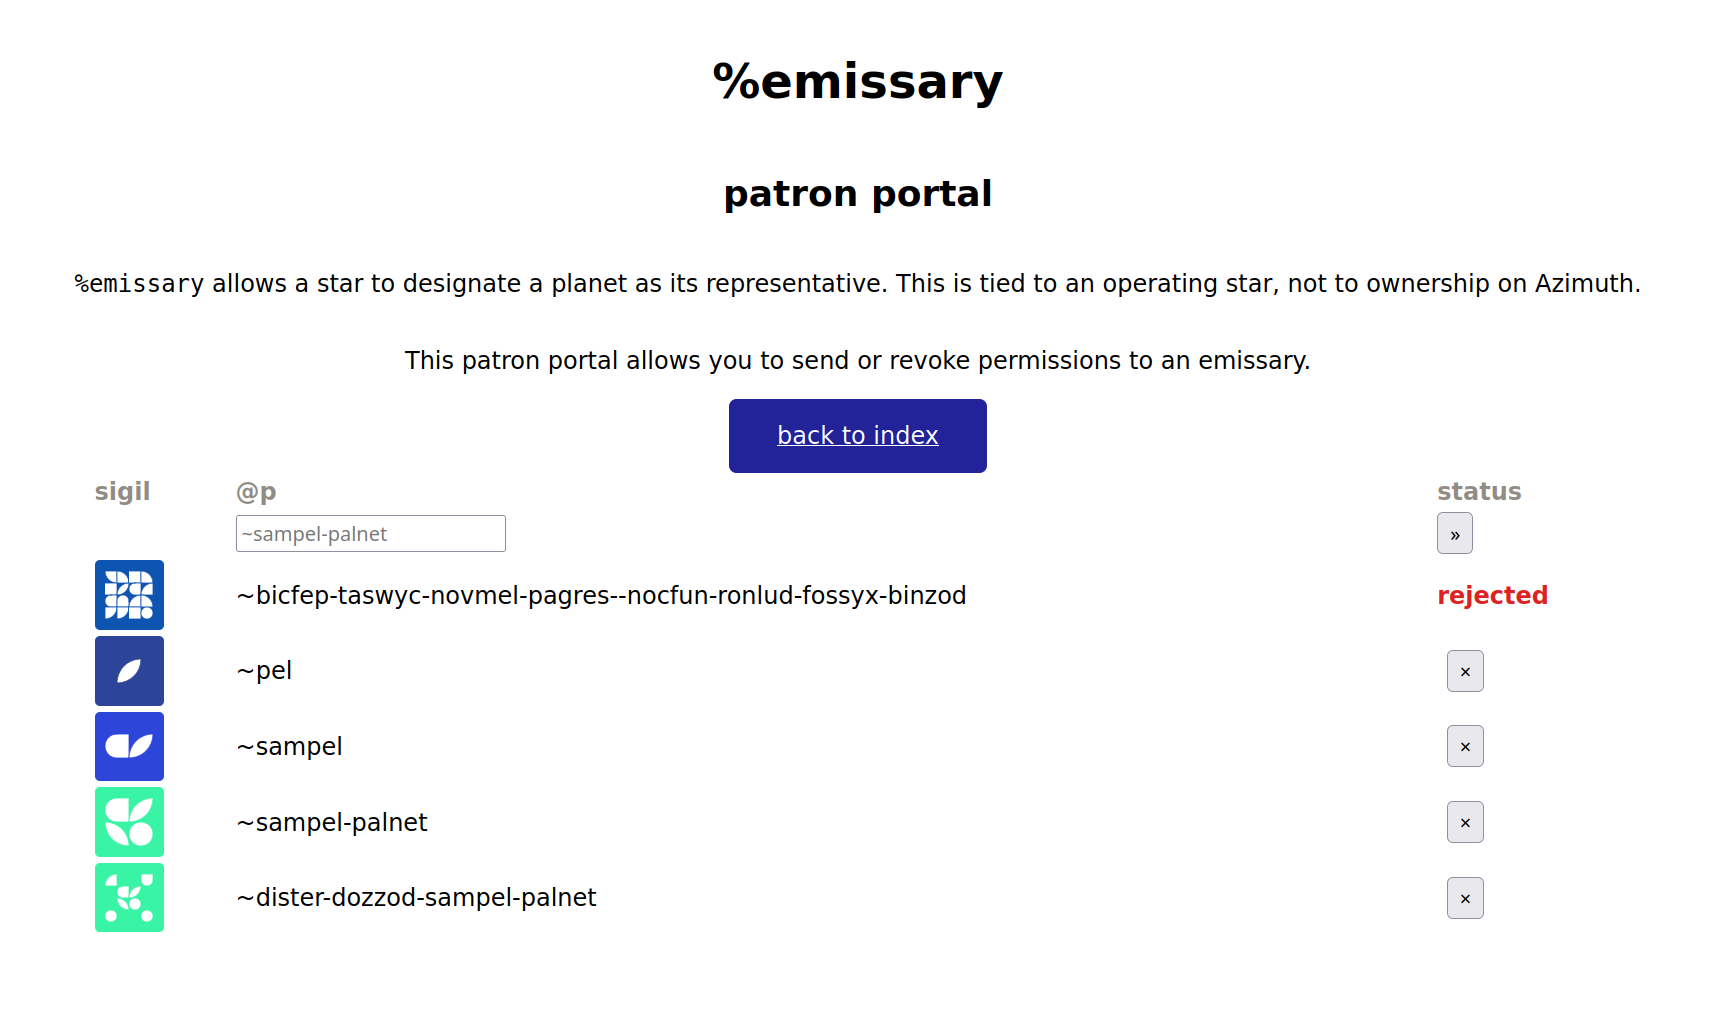 %emissary
patron portal
%emissary allows a star to designate a planet as its representative. This is tied to an operating star, not to ownership on Azimuth.
This patron portal allows you to send or revoke permissions to an emissary.
back to index
sigil @p status
~sampel-palnet »
~bicfep-taswyc-novmel-pagres--nocfun-ronlud-fossyx-binzod rejected
~pel ×
~sampel ×
~sampel-palnet ×
~dister-dozzod-sampel-palnet ×